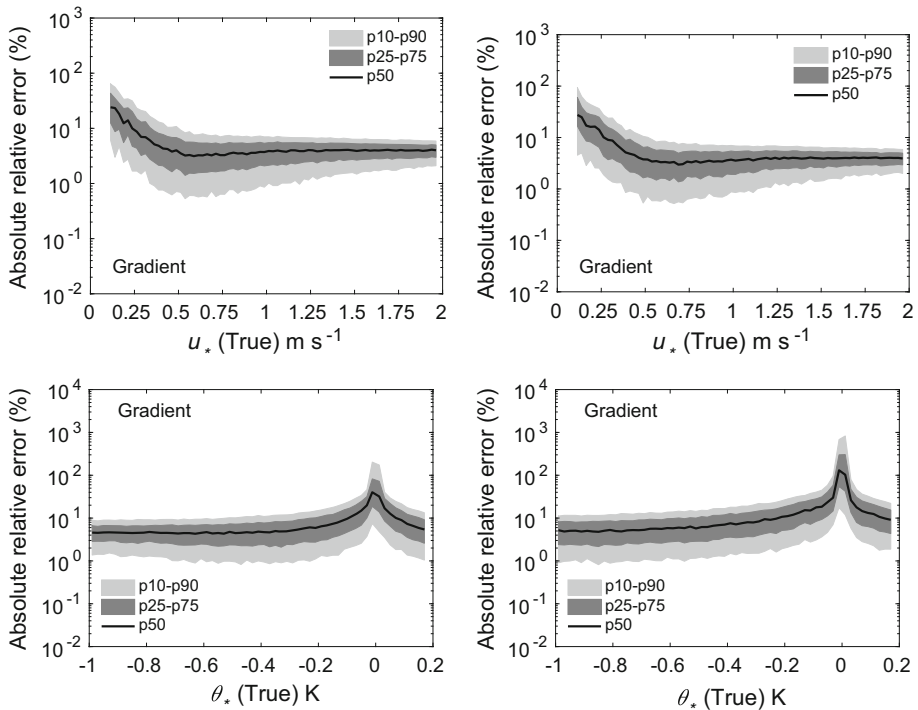 Absolute relative error (%)
10^3
10^2
10^1
10^0
10^-1
10^-2
p10-p90
p25-p75
p50
Gradient
0 0.25 0.5 0.75 1 1.25 1.5 1.75 2
u* (True) m s^-1
Absolute relative error (%)
10^3
10^2
10^1
10^0
10^-1
10^-2
p10-p90
p25-p75
p50
Gradient
0 0.25 0.5 0.75 1 1.25 1.5 1.75 2
u* (True) m s^-1
Absolute relative error (%)
10^4
10^3
10^2
10^1
10^0
10^-1
10^-2
Gradient
p10-p90
p25-p75
p50
-1 -0.8 -0.6 -0.4 -0.2 0 0.2
θ* (True) K
Absolute relative error (%)
10^4
10^3
10^2
10^1
10^0
10^-1
10^-2
Gradient
p10-p90
p25-p75
p50
-1 -0.8 -0.6 -0.4 -0.2 0 0.2
θ* (True) K